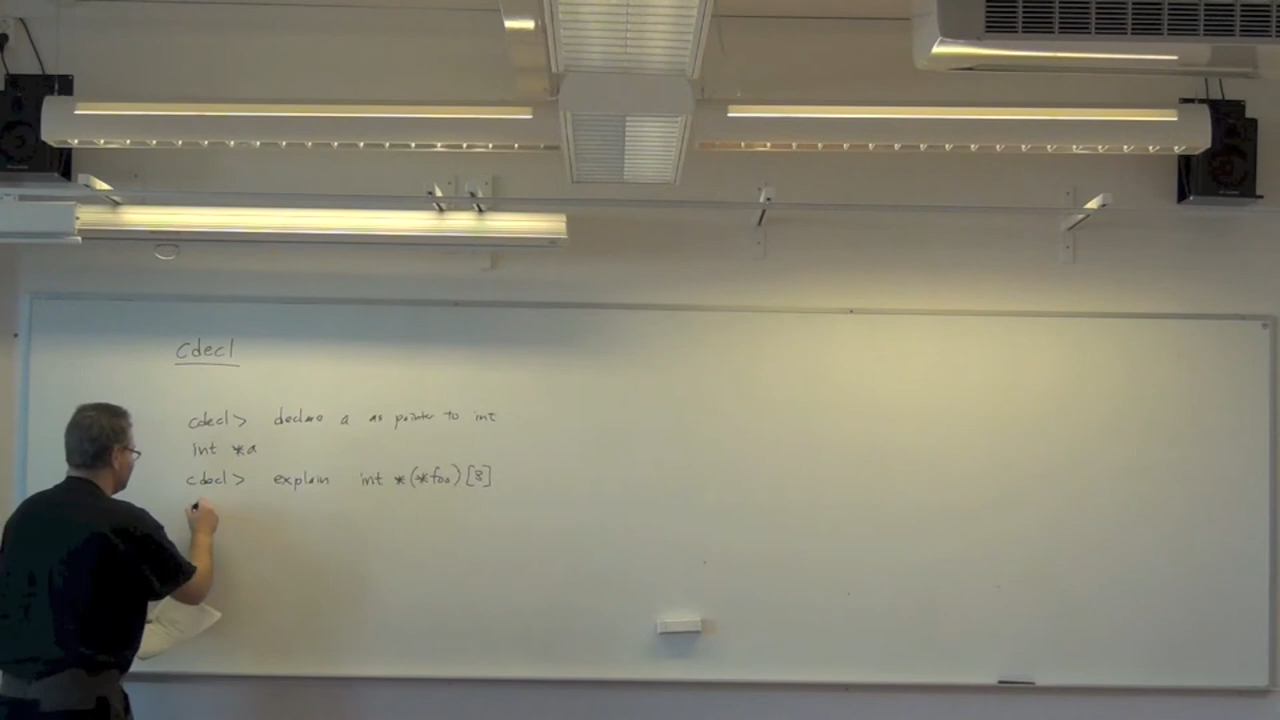 cdecl
cdecl> declare a as pointer to int
int *a
cdecl> explain int *(*foo)[8]